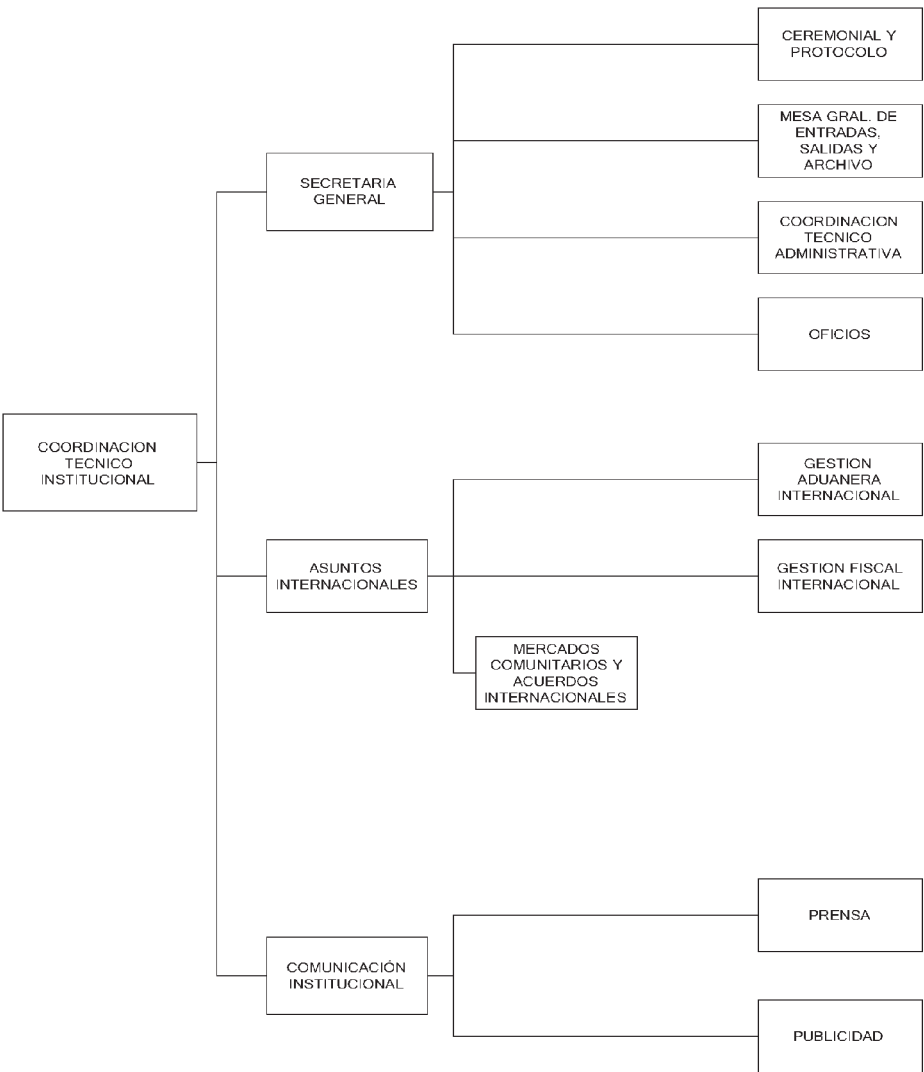 CEREMONIAL Y
PROTOCOLO
MESA GRAL. DE
ENTRADAS,
SALIDAS Y
ARCHIVO
SECRETARIA
GENERAL
COORDINACION
TECNICO
ADMINISTRATIVA
OFICIOS
COORDINACION
TECNICO
INSTITUCIONAL
GESTION
ADUANERA
INTERNACIONAL
ASUNTOS
INTERNACIONALES
GESTION FISCAL
INTERNACIONAL
MERCADOS
COMUNITARIOS Y
ACUERDOS
INTERNACIONALES
PRENSA
COMUNICACIÓN
INSTITUCIONAL
PUBLICIDAD